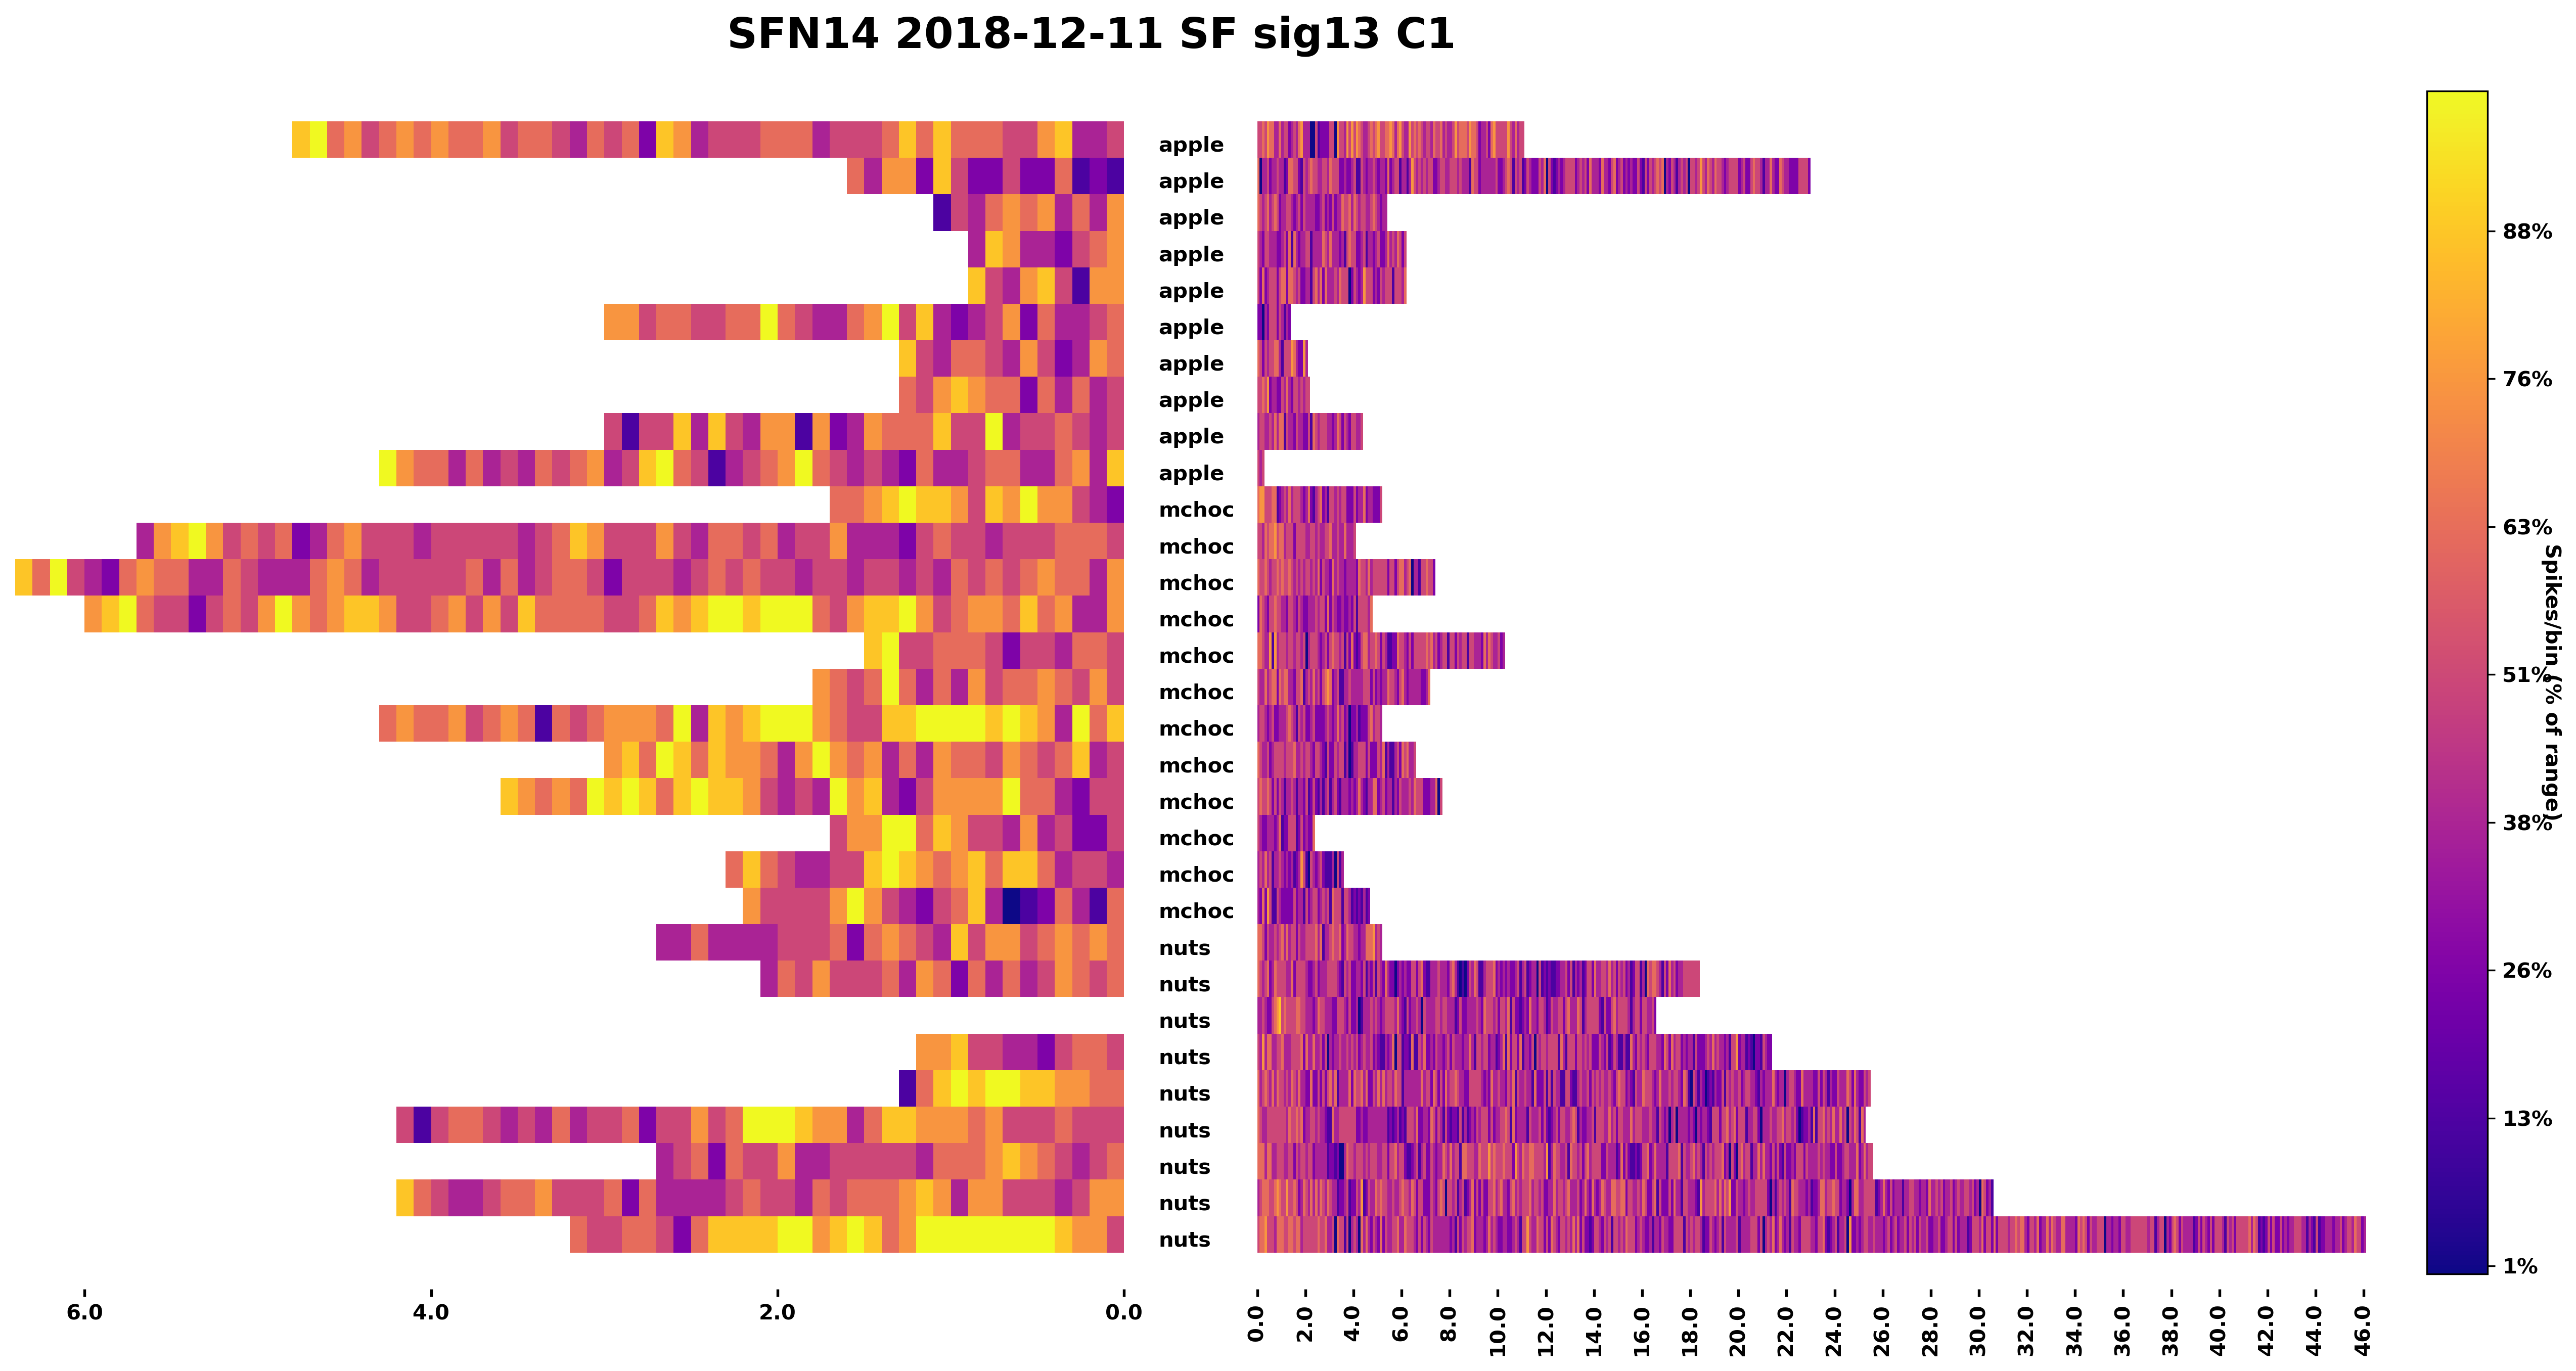 SFN14 2018-12-11 SF sig13 C1
apple
apple
apple
apple
apple
apple
apple
apple
apple
apple
mchoc
mchoc
mchoc
mchoc
mchoc
mchoc
mchoc
mchoc
mchoc
mchoc
mchoc
mchoc
nuts
nuts
nuts
nuts
nuts
nuts
nuts
nuts
nuts
6.0 4.0 2.0 0.0
0.0 2.0 4.0 6.0 8.0 10.0 12.0 14.0 16.0 18.0 20.0 22.0 24.0 26.0 28.0 30.0 32.0 34.0 36.0 38.0 40.0 42.0 44.0 46.0
88%
76%
63%
51%
38%
26%
13%
1%
Spikes/bin (% of range)